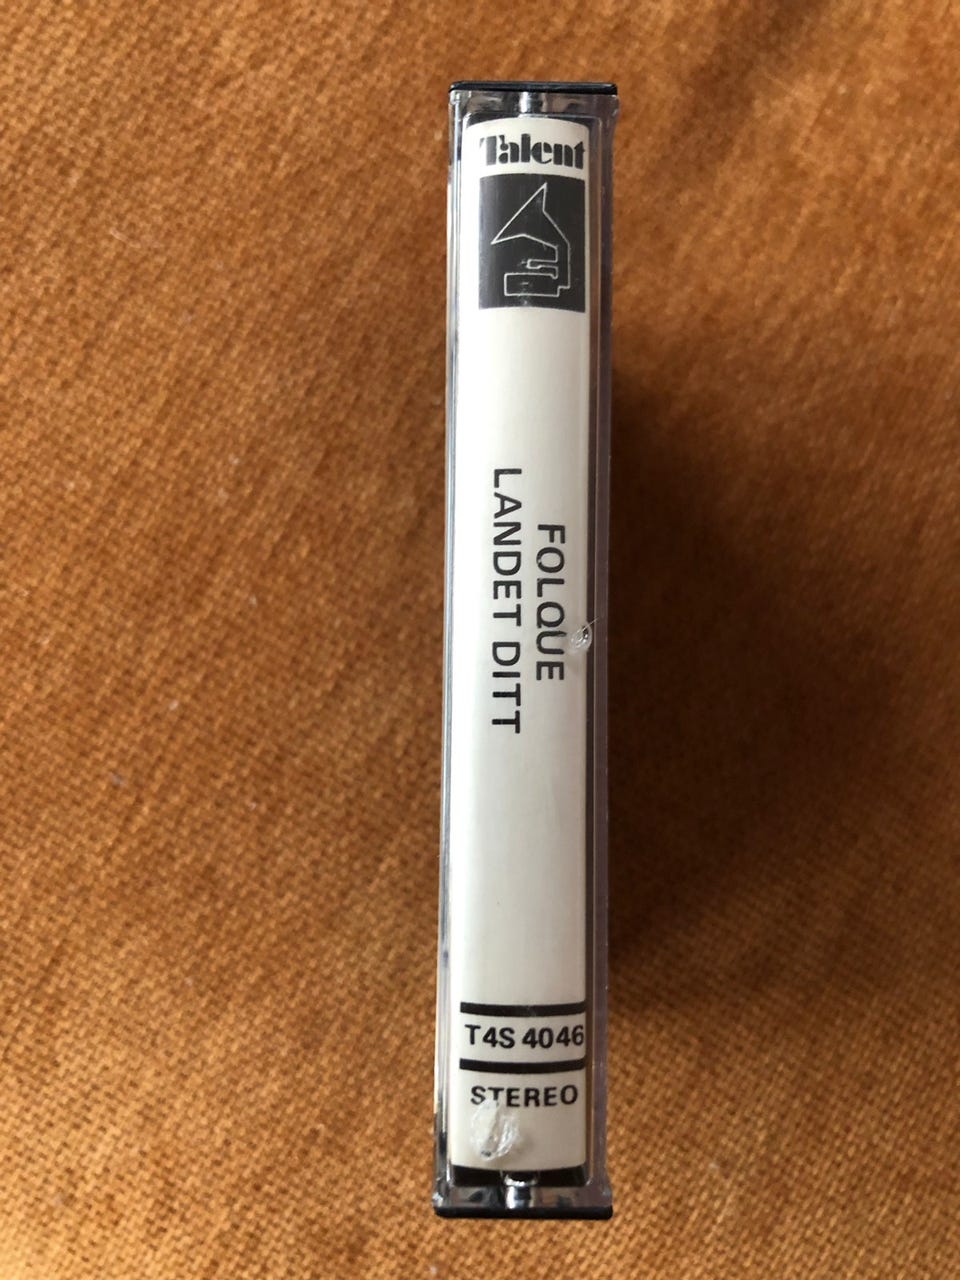 Talent
FOLQUE
LANDET DITT
T4S 4046
STEREO